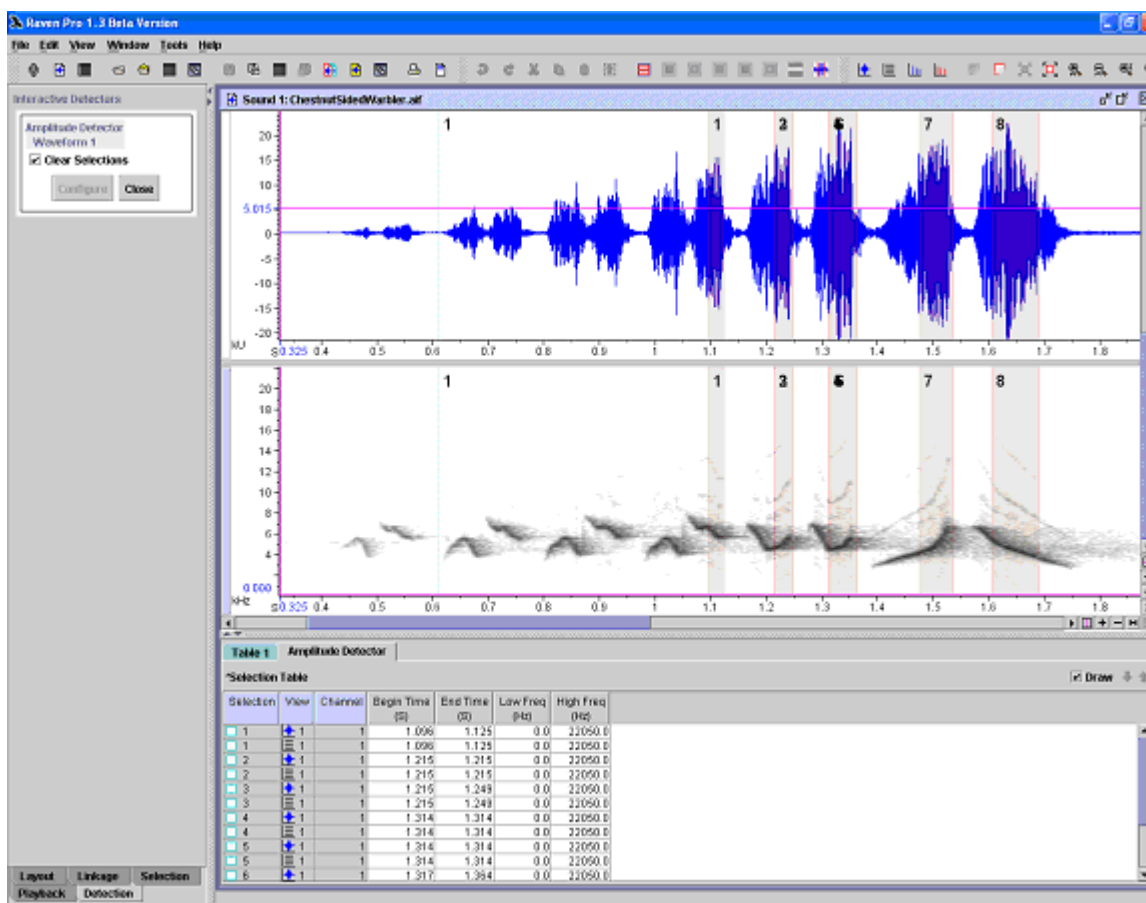 Raven Pro 1.3 Beta Version
File Edit View Window Tools Help
Interactive Detectors
Amplitude Detector
Waveform 1
Clear Selections
Configure Close
Sound 1: ChestnutSidedWarbler.aif
1 1 7 8
20
15
10
5.015
0
-5
-10
-15
-20
kU
S 0.325 0.4 0.5 0.6 0.7 0.8 0.9 1 1.1 1.2 1.3 1.4 1.5 1.6 1.7 1.8
1 1 7 8
20
18
16
14
12
10
8
6
4
0.000
kHz
S 0.325 0.4 0.5 0.6 0.7 0.8 0.9 1 1.1 1.2 1.3 1.4 1.5 1.6 1.7 1.8
Table 1 Amplitude Detector
*Selection Table Draw
Selection View Channel Begin Time (S) End Time (S) Low Freq (Hz) High Freq (Hz)
1 1 1 1.096 1.125 0.0 22050.0
1 1 1 1.096 1.125 0.0 22050.0
2 1 1 1.215 1.215 0.0 22050.0
2 1 1 1.215 1.215 0.0 22050.0
3 1 1 1.215 1.249 0.0 22050.0
3 1 1 1.215 1.249 0.0 22050.0
4 1 1 1.314 1.314 0.0 22050.0
4 1 1 1.314 1.314 0.0 22050.0
5 1 1 1.314 1.314 0.0 22050.0
5 1 1 1.314 1.314 0.0 22050.0
6 1 1 1.317 1.364 0.0 22050.0
Layout Linkage Selection
Playback Detection